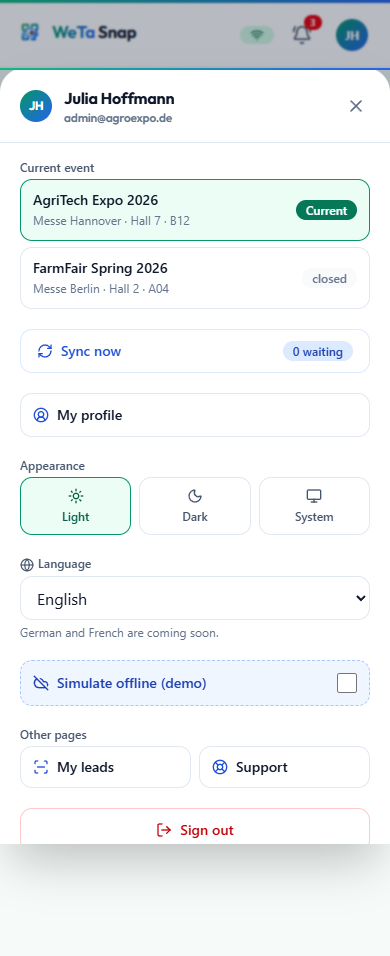 WeTa Snap
3
JH
JH
Julia Hoffmann
admin@agroexpo.de
Current event
AgriTech Expo 2026
Messe Hannover · Hall 7 · B12
Current
FarmFair Spring 2026
Messe Berlin · Hall 2 · A04
closed
Sync now
0 waiting
My profile
Appearance
Light
Dark
System
Language
English
German and French are coming soon.
Simulate offline (demo)
Other pages
My leads
Support
Sign out